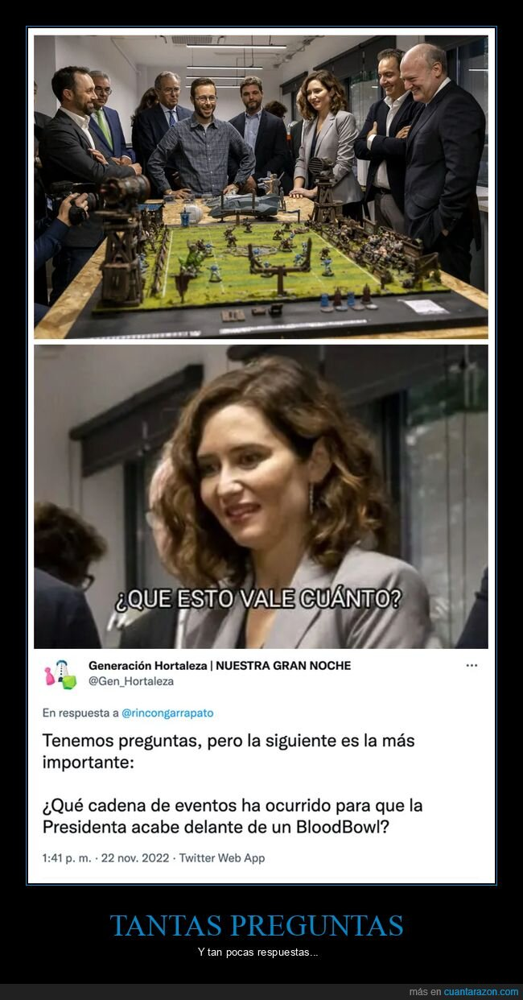 ¿QUE ESTO VALE CUÁNTO?
Generación Hortaleza | NUESTRA GRAN NOCHE
@Gen_Hortaleza
En respuesta a @rincongarrapato
Tenemos preguntas, pero la siguiente es la más
importante:
¿Qué cadena de eventos ha ocurrido para que la
Presidenta acabe delante de un BloodBowl?
1:41 p. m. · 22 nov. 2022 · Twitter Web App
TANTAS PREGUNTAS
Y tan pocas respuestas...
más en cuantarazon.com